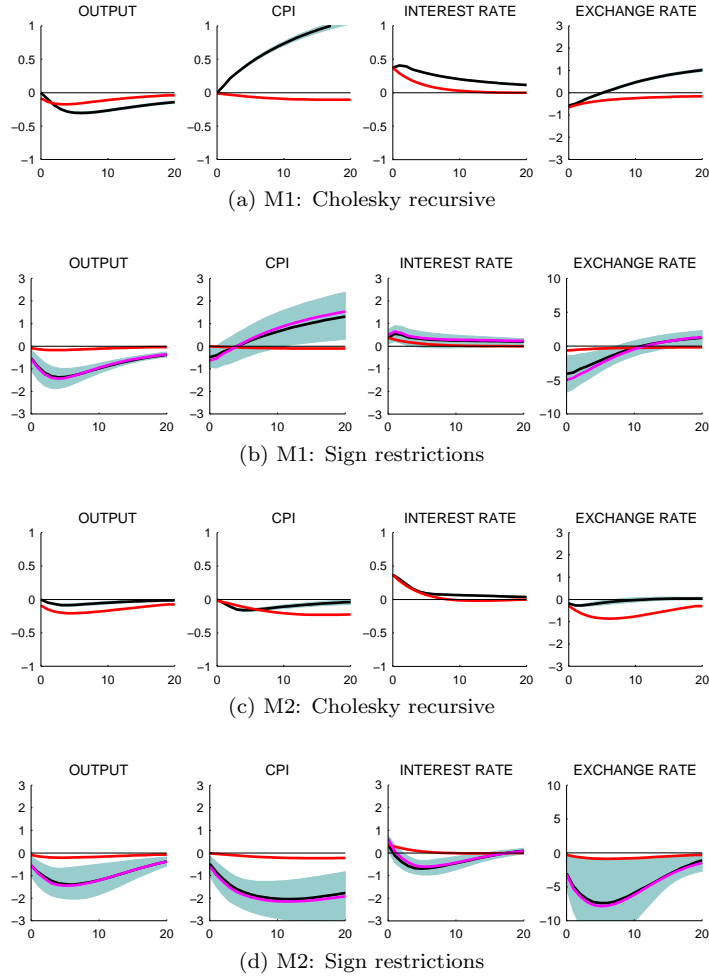 OUTPUT CPI INTEREST RATE EXCHANGE RATE
1 1 1 3
0.5 0.5 0.5 2
1
0 0 0 0
−1
−0.5 −0.5 −0.5 −2
−1 −1 −1 −3
0 10 20 0 10 20 0 10 20 0 10 20
(a) M1: Cholesky recursive
OUTPUT CPI INTEREST RATE EXCHANGE RATE
3 3 3 10
2 2 2 5
1 1 1
0 0 0 0
−1 −1 −1
−2 −2 −2 −5
−3 −3 −3 −10
0 10 20 0 10 20 0 10 20 0 10 20
(b) M1: Sign restrictions
OUTPUT CPI INTEREST RATE EXCHANGE RATE
1 1 1 3
0.5 0.5 0.5 2
1
0 0 0 0
−1
−0.5 −0.5 −0.5 −2
−1 −1 −1 −3
0 10 20 0 10 20 0 10 20 0 10 20
(c) M2: Cholesky recursive
OUTPUT CPI INTEREST RATE EXCHANGE RATE
3 3 3 10
2 2 2 5
1 1 1
0 0 0 0
−1 −1 −1
−2 −2 −2 −5
−3 −3 −3 −10
0 10 20 0 10 20 0 10 20 0 10 20
(d) M2: Sign restrictions